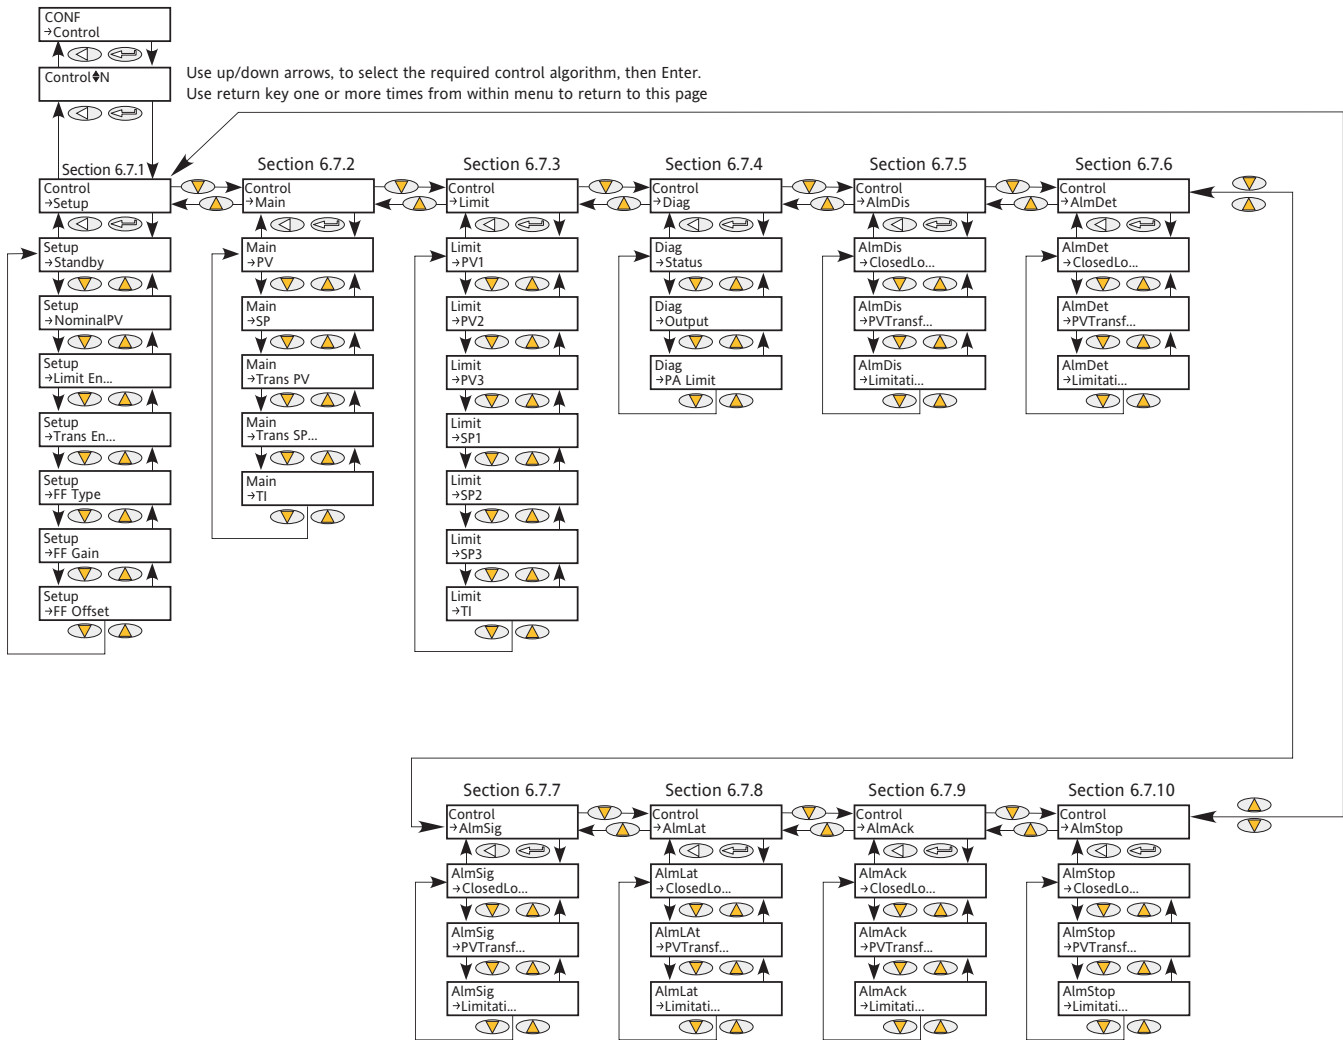 CONF
→Control
Control♦N
Use up/down arrows, to select the required control algorithm, then Enter.
Use return key one or more times from within menu to return to this page
Section 6.7.1
Control
→Setup
Setup
→Standby
Setup
→NominalPV
Setup
→Limit En...
Setup
→Trans En...
Setup
→FF Type
Setup
→FF Gain
Setup
→FF Offset
Section 6.7.2
Control
→Main
Main
→PV
Main
→SP
Main
→Trans PV
Main
→Trans SP...
Main
→TI
Section 6.7.3
Control
→Limit
Limit
→PV1
Limit
→PV2
Limit
→PV3
Limit
→SP1
Limit
→SP2
Limit
→SP3
Limit
→TI
Section 6.7.4
Control
→Diag
Diag
→Status
Diag
→Output
Diag
→PA Limit
Section 6.7.5
Control
→AlmDis
AlmDis
→ClosedLo...
AlmDis
→PVTransf...
AlmDis
→Limitati...
Section 6.7.6
Control
→AlmDet
AlmDet
→ClosedLo...
AlmDet
→PVTransf...
AlmDet
→Limitati...
Section 6.7.7
Control
→AlmSig
AlmSig
→ClosedLo...
AlmSig
→PVTransf...
AlmSig
→Limitati...
Section 6.7.8
Control
→AlmLat
AlmLat
→ClosedLo...
AlmLAt
→PVTransf...
AlmLat
→Limitati...
Section 6.7.9
Control
→AlmAck
AlmAck
→ClosedLo...
AlmAck
→PVTransf...
AlmAck
→Limitati...
Section 6.7.10
Control
→AlmStop
AlmStop
→ClosedLo...
AlmStop
→PVTransf...
AlmStop
→Limitati...